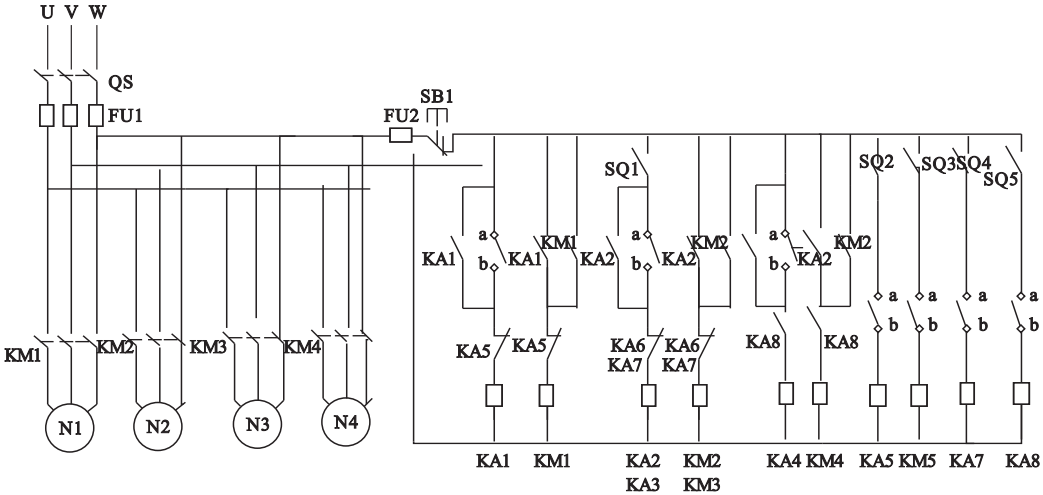 U V W
QS
FU1
FU2
SB1
SQ1
SQ2
SQ3
SQ4
SQ5
a a a
KA1 KA1 KM1 KA2 KA2 KM2 KA2 KM2
b b b
a a a a
b b b b
KM1 KM2 KM3 KM4
KA5 KA5 KA6 KA6 KA8 KA8
KA7 KA7
N1 N2 N3 N4
KA1 KM1 KA2 KM2 KA4 KM4 KA5 KM5 KA7 KA8
KA3 KM3